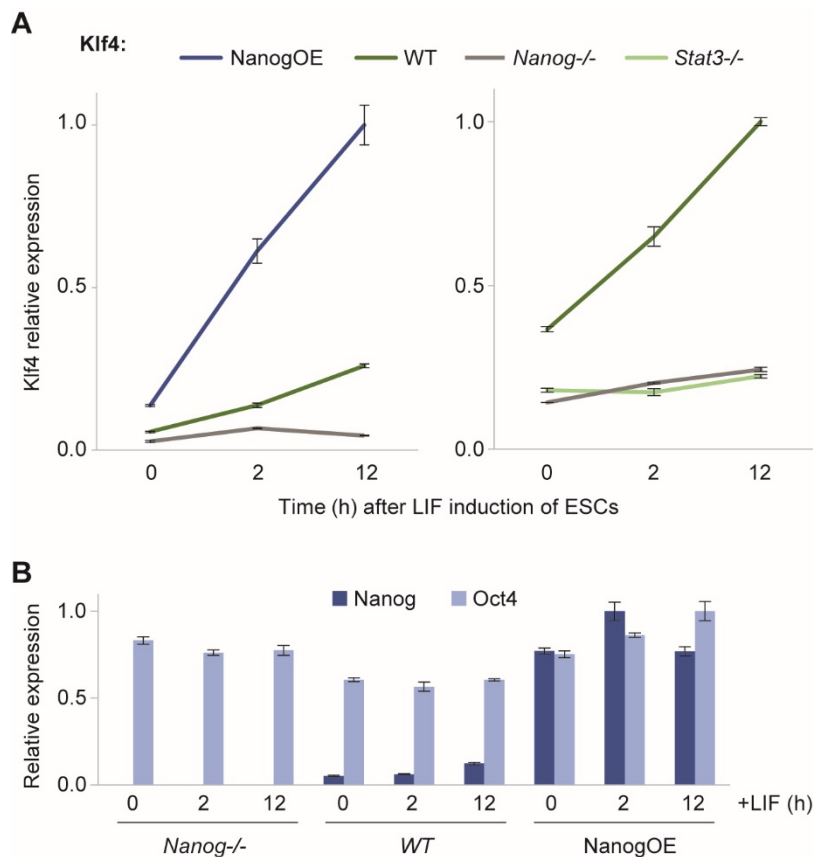 A
Klf4:
NanogOE WT Nanog-/- Stat3-/-
Klf4 relative expression
1.0
0.5
0.0
0 2 12
1.0
0.5
0.0
0 2 12
Time (h) after LIF induction of ESCs
B
Nanog Oct4
Relative expression
1.0
0.5
0.0
0 2 12 0 2 12 0 2 12 +LIF (h)
Nanog-/- WT NanogOE